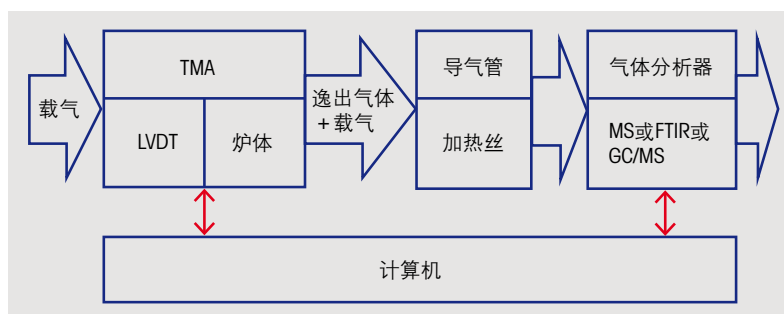 载气
TMA
LVDT
炉体
逸出气体
+载气
导气管
加热丝
气体分析器
MS或FTIR或
GC/MS
计算机